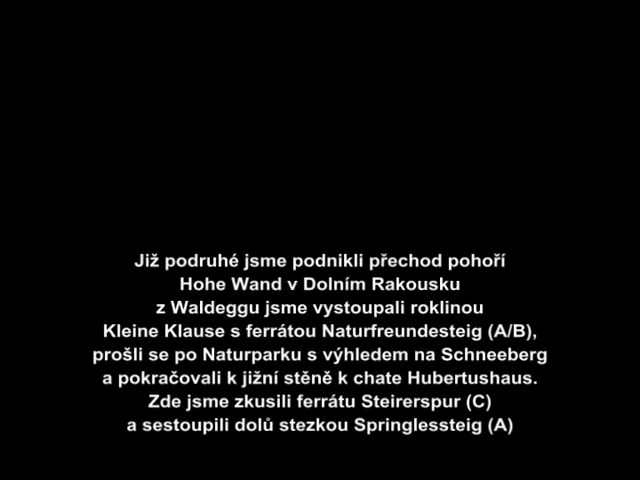 Již podruhé jsme podnikli přechod pohoří
Hohe Wand v Dolním Rakousku
z Waldeggu jsme vystoupali roklinou
Kleine Klause s ferrátou Naturfreundesteig (A/B),
prošli se po Naturparku s výhledem na Schneeberg
a pokračovali k jižní stěně k chate Hubertushaus.
Zde jsme zkusili ferrátu Steirerspur (C)
a sestoupili dolů stezkou Springlessteig (A)